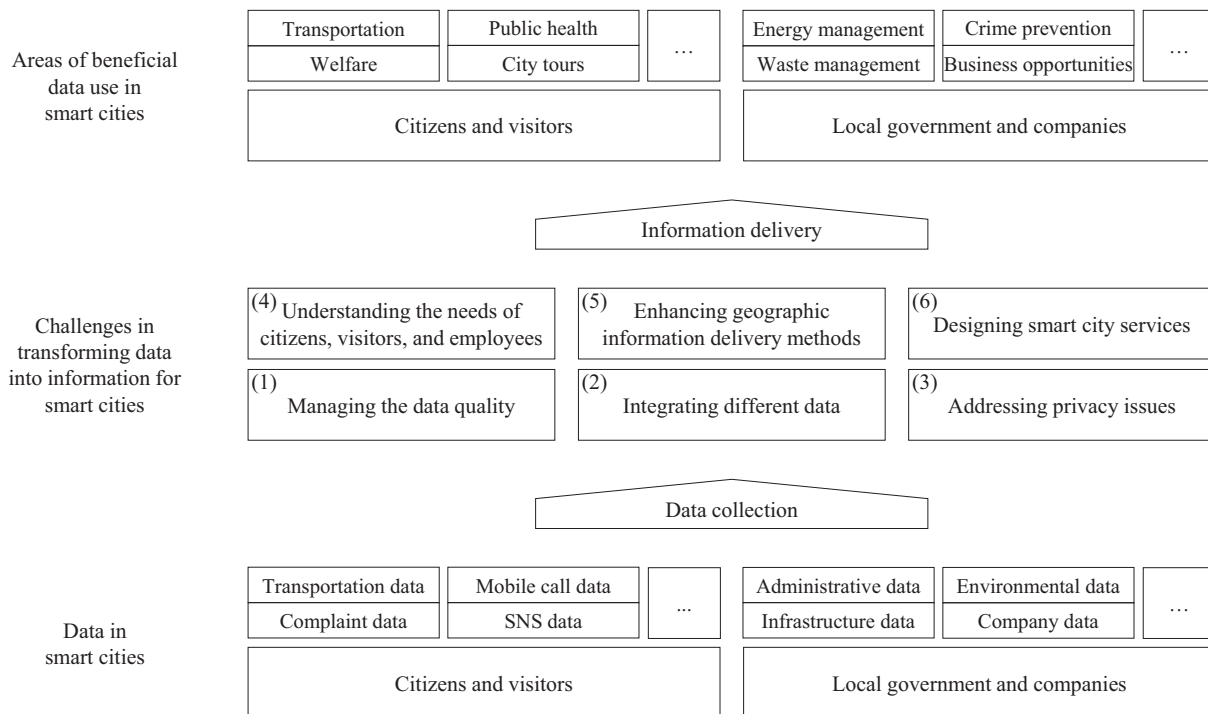 Areas of beneficial
data use in
smart cities
Transportation
Public health
…
Energy management
Crime prevention
…
Welfare
City tours
Waste management
Business opportunities
Citizens and visitors
Local government and companies
Information delivery
Challenges in
transforming data
into information for
smart cities
(4)
Understanding the needs of
citizens, visitors, and employees
(5)
Enhancing geographic
information delivery methods
(6)
Designing smart city services
(1)
Managing the data quality
(2)
Integrating different data
(3)
Addressing privacy issues
Data collection
Data in
smart cities
Transportation data
Mobile call data
...
Administrative data
Environmental data
…
Complaint data
SNS data
Infrastructure data
Company data
Citizens and visitors
Local government and companies